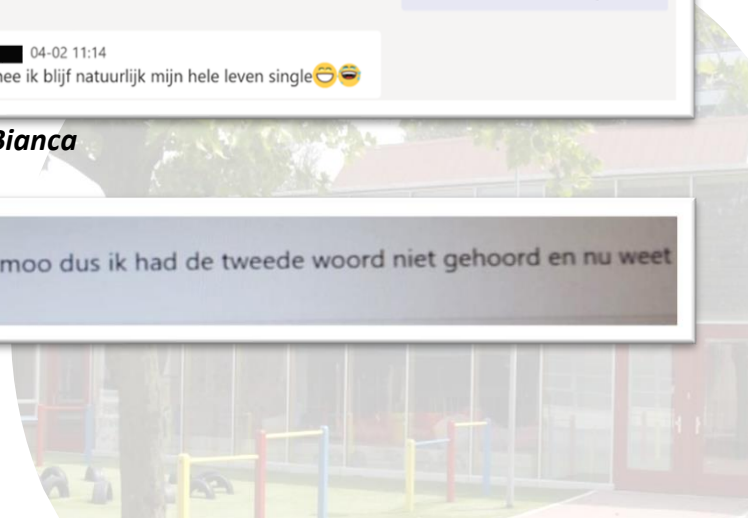 04-02 11:14
nee ik blijf natuurlijk mijn hele leven single😁🤣
Bianca
moo dus ik had de tweede woord niet gehoord en nu weet